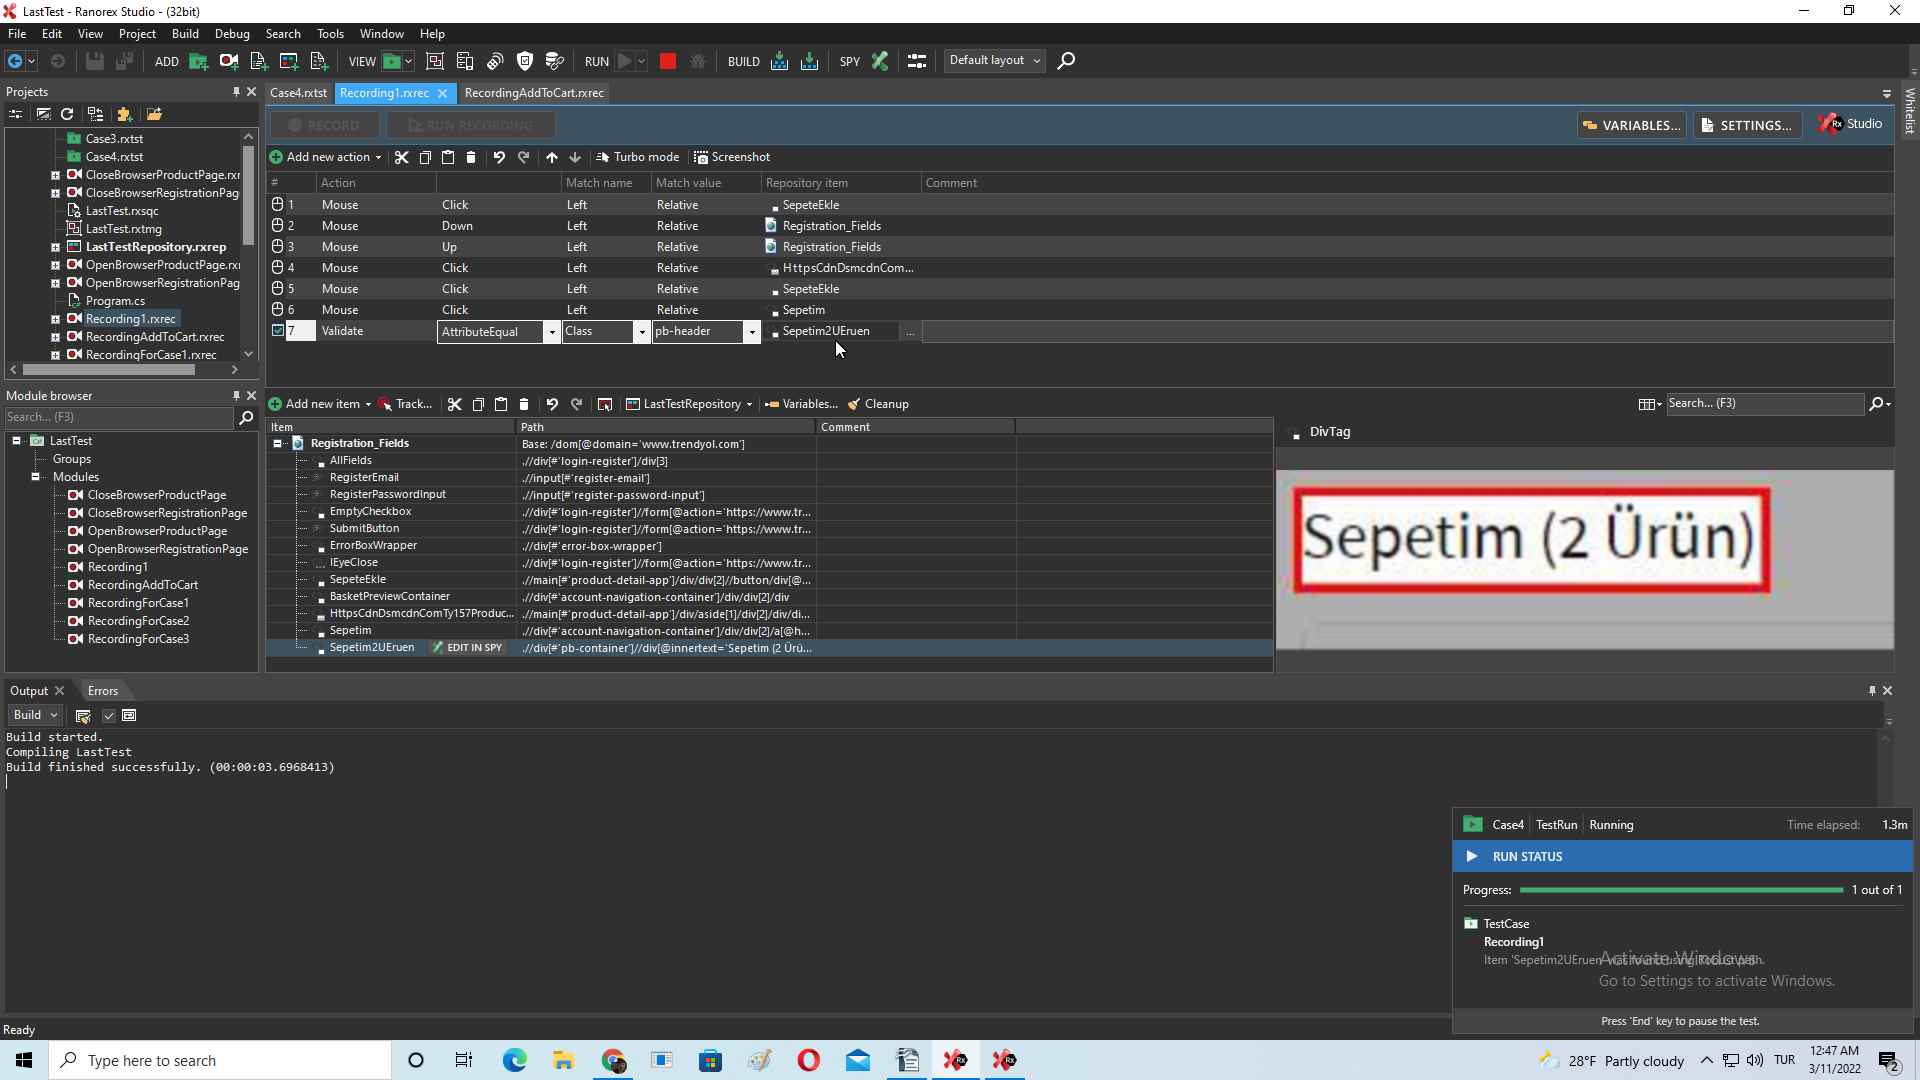 LastTest - Ranorex Studio - (32bit)
File Edit View Project Build Debug Search Tools Window Help
ADD VIEW RUN BUILD SPY Default layout
Projects
Case4.rxtst Recording1.rxrec RecordingAddToCart.rxrec
Whitelist
RECORD RUN RECORDING VARIABLES... SETTINGS... Rx Studio
Case3.rxtst
Case4.rxtst
CloseBrowserProductPage.rxr
CloseBrowserRegistrationPag
LastTest.rxsqc
LastTest.rxtmg
LastTestRepository.rxrep
OpenBrowserProductPage.rxr
OpenBrowserRegistrationPag
Program.cs
Recording1.rxrec
RecordingAddToCart.rxrec
RecordingForCase1.rxrec
Add new action Turbo mode Screenshot
# Action Match name Match value Repository item Comment
1 Mouse Click Left Relative SepeteEkle
2 Mouse Down Left Relative Registration_Fields
3 Mouse Up Left Relative Registration_Fields
4 Mouse Click Left Relative HttpsCdnDsmcdnCom...
5 Mouse Click Left Relative SepeteEkle
6 Mouse Click Left Relative Sepetim
7 Validate AttributeEqual Class pb-header Sepetim2UEruen ...
Module browser
Search... (F3)
LastTest
Groups
Modules
CloseBrowserProductPage
CloseBrowserRegistrationPage
OpenBrowserProductPage
OpenBrowserRegistrationPage
Recording1
RecordingAddToCart
RecordingForCase1
RecordingForCase2
RecordingForCase3
Add new item Track... LastTestRepository Variables... Cleanup Search... (F3)
Item Path Comment
Registration_Fields Base: /dom[@domain='www.trendyol.com']
AllFields .//div[#'login-register']/div[3]
RegisterEmail .//input[#'register-email']
RegisterPasswordInput .//input[#'register-password-input']
EmptyCheckbox .//div[#'login-register']//form[@action='https://www.tr...
SubmitButton .//div[#'login-register']//form[@action='https://www.tr...
ErrorBoxWrapper .//div[#'error-box-wrapper']
IEyeClose .//div[#'login-register']//form[@action='https://www.tr...
SepeteEkle .//main[#'product-detail-app']/div/div[2]//button/div[@...
BasketPreviewContainer .//div[#'account-navigation-container']/div/div[2]/div
HttpsCdnDsmcdnComTy157Produc... .//main[#'product-detail-app']/div/aside[1]/div[2]/div/di...
Sepetim .//div[#'account-navigation-container']/div/div[2]/a[@h...
Sepetim2UEruen EDIT IN SPY .//div[#'pb-container']//div[@innertext='Sepetim (2 Ürü...
DivTag
Sepetim (2 Ürün)
Output Errors
Build
Build started.
Compiling LastTest
Build finished successfully. (00:00:03.6968413)
Case4 TestRun Running Time elapsed: 1.3m
RUN STATUS
Progress: 1 out of 1
TestCase
Recording1
Item 'Sepetim2UEruen' was found using Robust path.
Activate Windows
Go to Settings to activate Windows.
Press 'End' key to pause the test.
Ready
Type here to search
28°F Partly cloudy
TUR
12:47 AM
3/11/2022
2